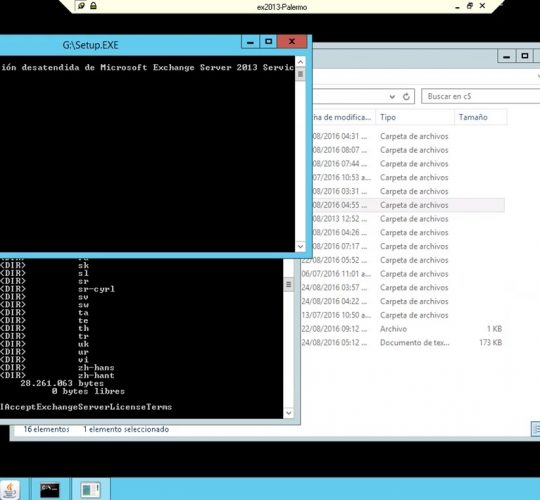 ex2013-Palermo
G:\Setup.EXE
ión desatendida de Microsoft Exchange Server 2013 Servic
Buscar en c$
cha de modifica... Tipo Tamaño
08/2016 04:31 ... Carpeta de archivos
08/2016 08:07 ... Carpeta de archivos
08/2016 07:44 ... Carpeta de archivos
07/2016 10:53 a... Carpeta de archivos
08/2016 03:31 ... Carpeta de archivos
08/2016 04:55 ... Carpeta de archivos
08/2013 12:52 ... Carpeta de archivos
08/2016 04:26 ... Carpeta de archivos
08/2016 07:17 ... Carpeta de archivos
22/08/2016 05:52 ... Carpeta de archivos
06/07/2016 11:01 a... Carpeta de archivos
24/08/2016 03:57 ... Carpeta de archivos
24/08/2016 04:22 ... Carpeta de archivos
13/07/2016 10:50 a... Carpeta de archivos
22/08/2016 09:12 ... Archivo 1 KB
24/08/2016 05:12 ... Documento de tex... 173 KB
<DIR>
<DIR> sk
<DIR> sl
<DIR> sr
<DIR> sr-cyrl
<DIR> sv
<DIR> sw
<DIR> ta
<DIR> te
<DIR> th
<DIR> tr
<DIR> uk
<DIR> ur
<DIR> vi
<DIR> zh-hans
<DIR> zh-hant
28.261.063 bytes
0 bytes libres
IAcceptExchangeServerLicenseTerms
16 elementos 1 elemento seleccionado